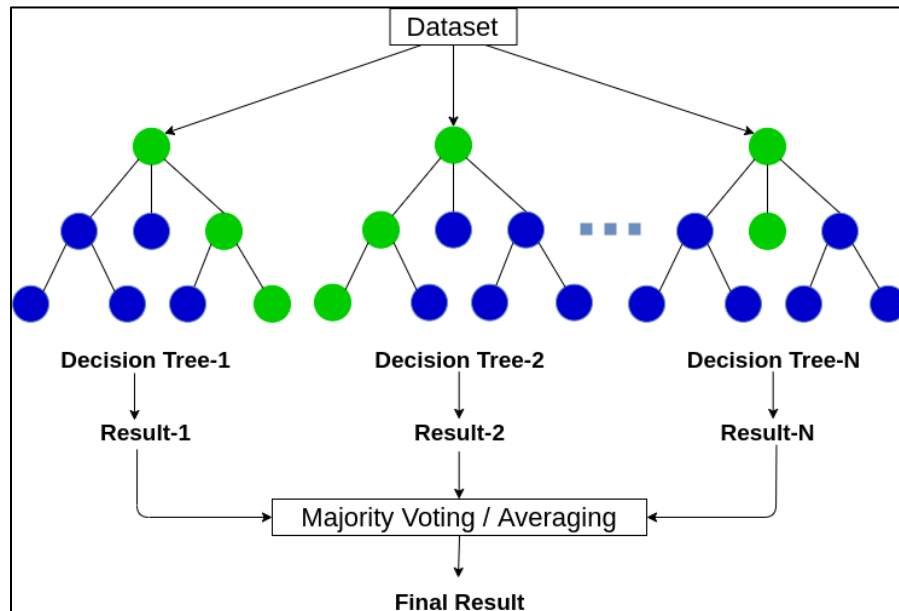 Dataset
Decision Tree-1
Decision Tree-2
Decision Tree-N
Result-1
Result-2
Result-N
Majority Voting / Averaging
Final Result